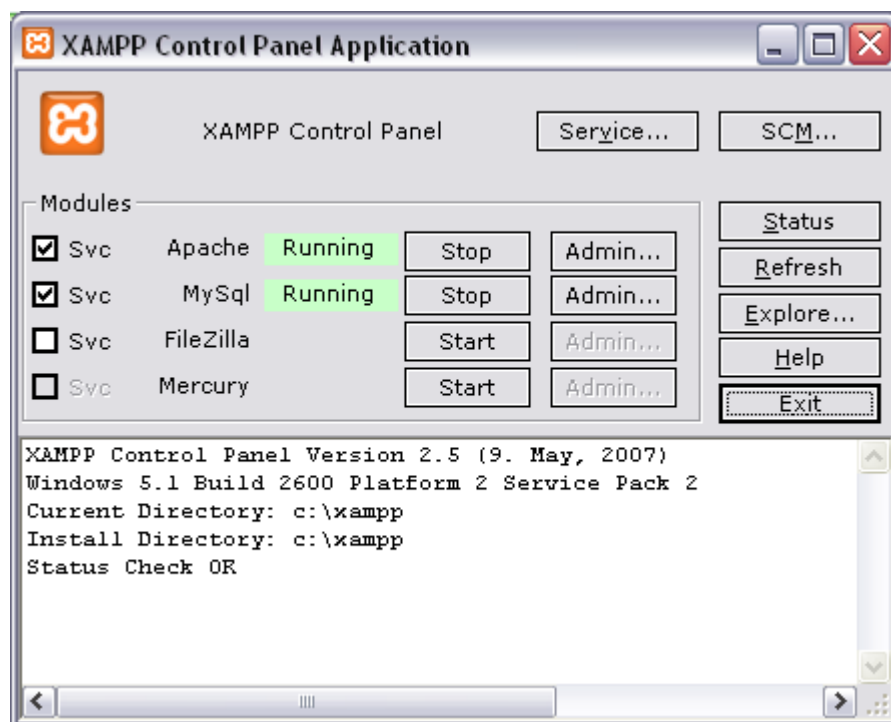 XAMPP Control Panel Application
XAMPP Control Panel Service... SCM...
Modules
Svc Apache Running Stop Admin...
Svc MySql Running Stop Admin...
Svc FileZilla Start Admin...
Svc Mercury Start Admin...
Status
Refresh
Explore...
Help
Exit
XAMPP Control Panel Version 2.5 (9. May, 2007)
Windows 5.1 Build 2600 Platform 2 Service Pack 2
Current Directory: c:\xampp
Install Directory: c:\xampp
Status Check OR